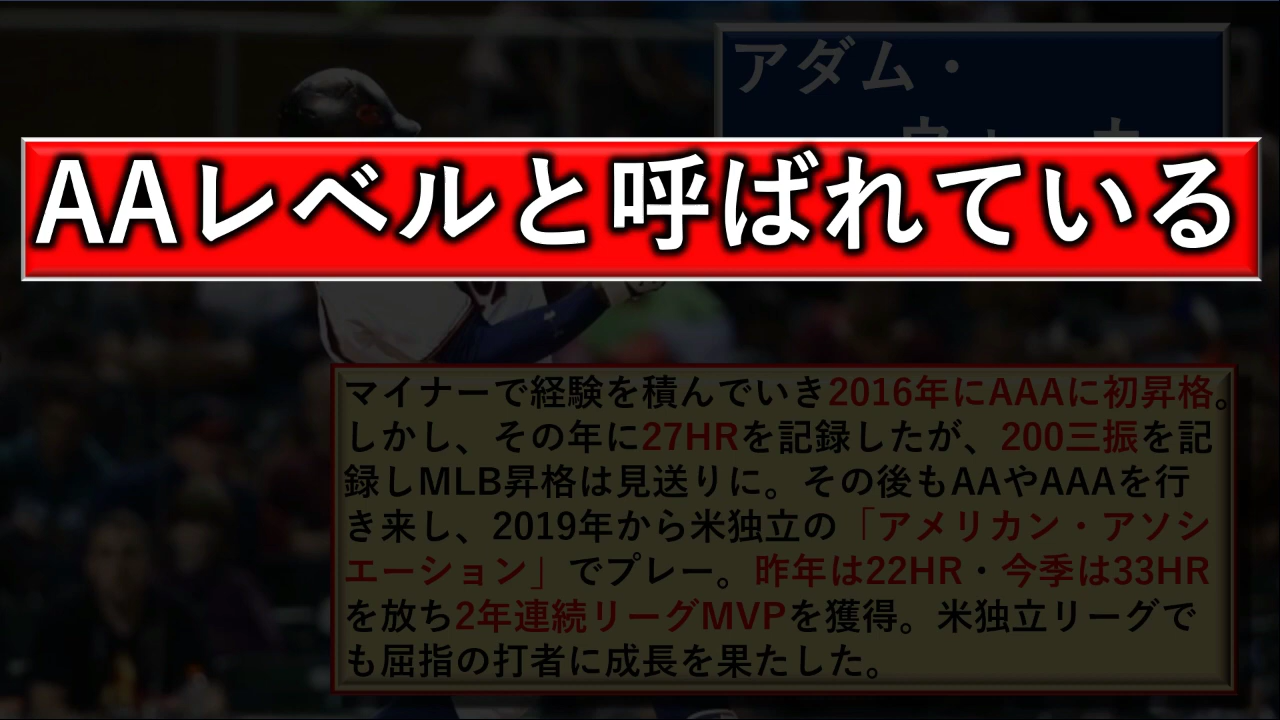 アダム・
AAレベルと呼ばれている
マイナーで経験を積んでいき2016年にAAAに初昇格。
しかし、その年に27HRを記録したが、200三振を記
録しMLB昇格は見送りに。その後もAAやAAAを行
き来し、2019年から米独立の「アメリカン・アソシ
エーション」でプレー。昨年は22HR・今季は33HR
を放ち2年連続リーグMVPを獲得。米独立リーグで
も屈指の打者に成長を果たした。